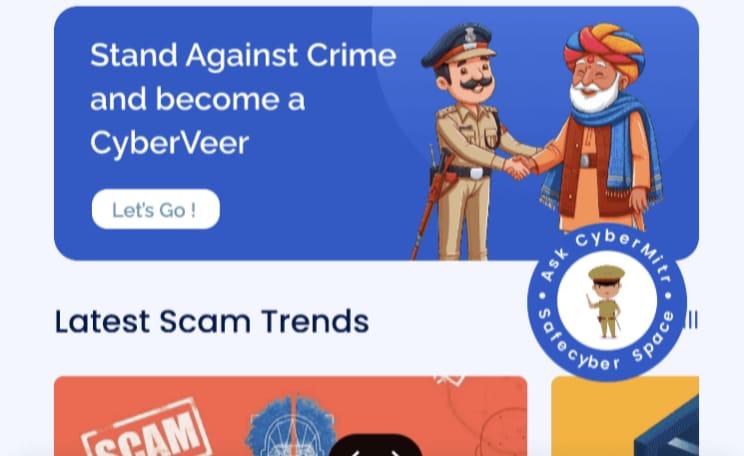 Stand Against Crime
and become a
CyberVeer
Let's Go !
Ask CyberMitr
Safecyber Space
Latest Scam Trends
SCAM